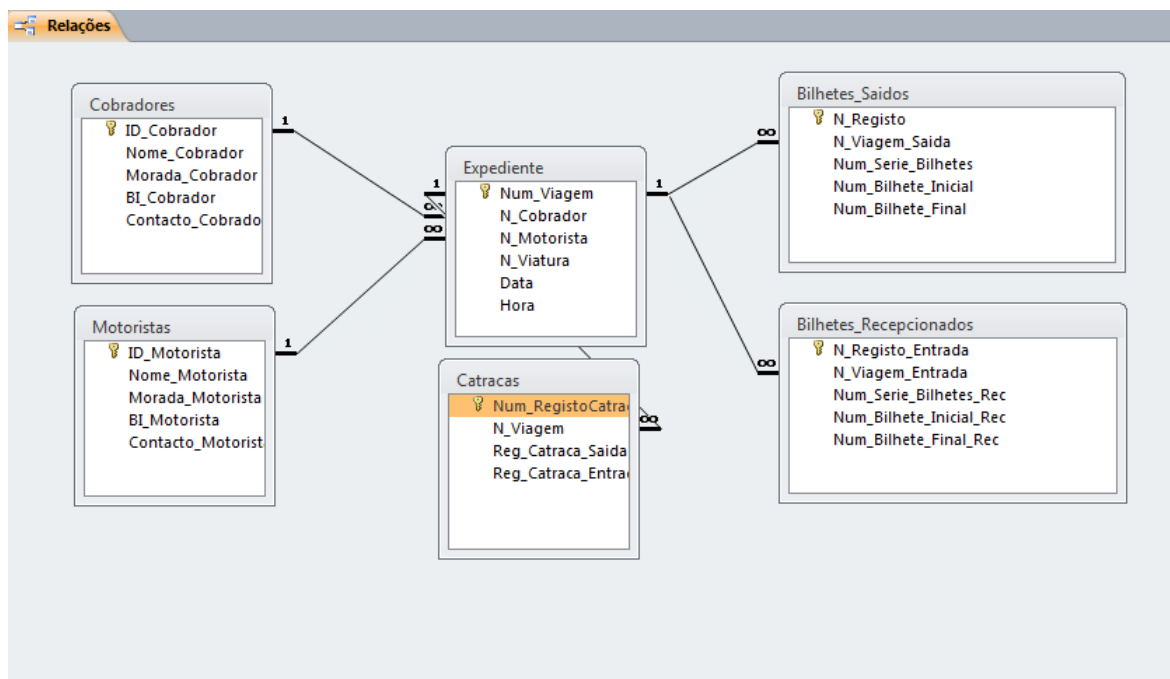 Relações
Cobradores
ID_Cobrador
Nome_Cobrador
Morada_Cobrador
BI_Cobrador
Contacto_Cobrado
Motoristas
ID_Motorista
Nome_Motorista
Morada_Motorista
BI_Motorista
Contacto_Motorist
1
1
1
∞
∞
Expediente
Num_Viagem
N_Cobrador
N_Motorista
N_Viatura
Data
Hora
1
Catracas
Num_RegistoCatra
N_Viagem
Reg_Catraca_Saida
Reg_Catraca_Entra
∞
∞
∞
Bilhetes_Saidos
N_Registo
N_Viagem_Saida
Num_Serie_Bilhetes
Num_Bilhete_Inicial
Num_Bilhete_Final
Bilhetes_Recepcionados
N_Registo_Entrada
N_Viagem_Entrada
Num_Serie_Bilhetes_Rec
Num_Bilhete_Inicial_Rec
Num_Bilhete_Final_Rec